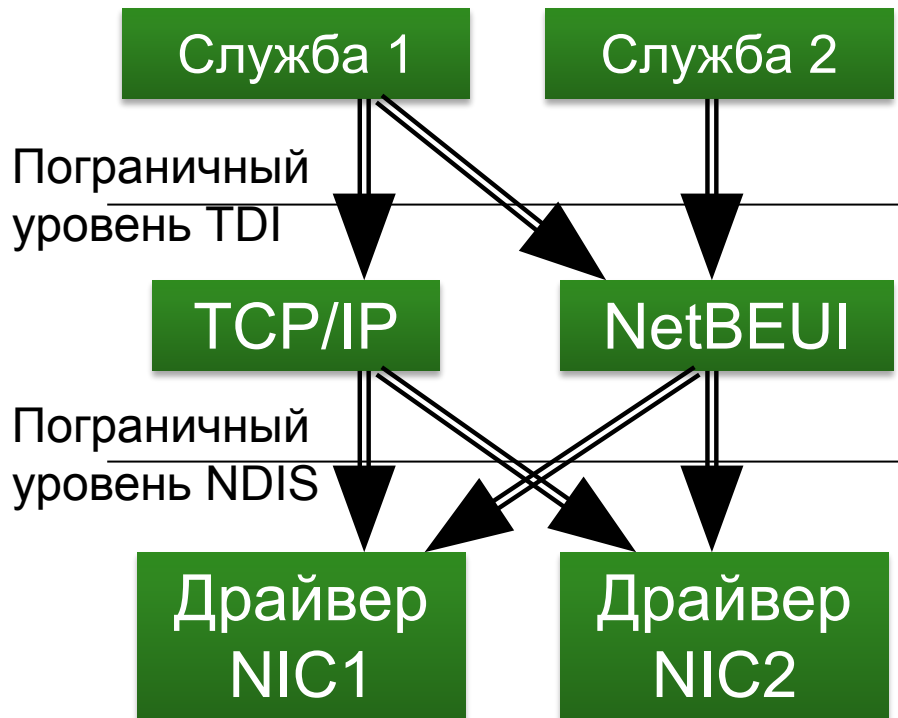 Служба 1
Служба 2
Пограничный
уровень TDI
TCP/IP
NetBEUI
Пограничный
уровень NDIS
Драйвер
NIC1
Драйвер
NIC2